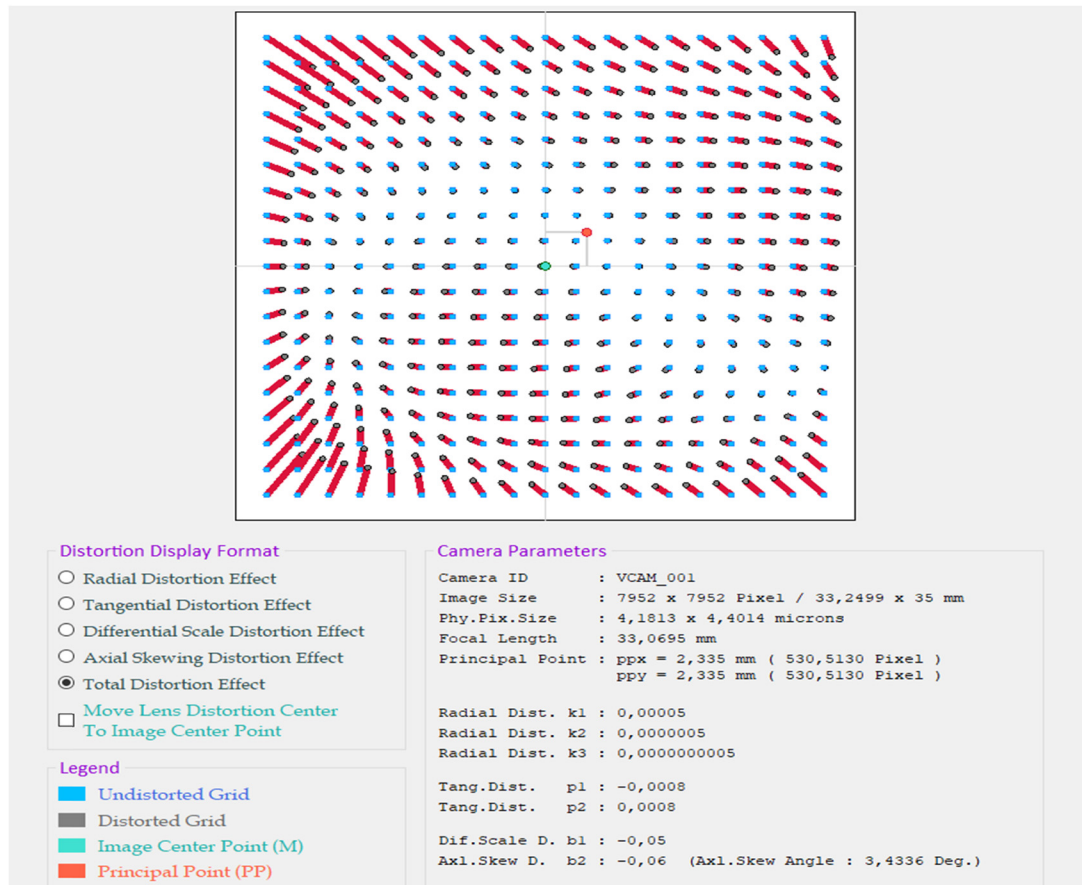 Distortion Display Format
Radial Distortion Effect
Tangential Distortion Effect
Differential Scale Distortion Effect
Axial Skewing Distortion Effect
Total Distortion Effect
Move Lens Distortion Center
To Image Center Point
Legend
Undistorted Grid
Distorted Grid
Image Center Point (M)
Principal Point (PP)
Camera Parameters
Camera ID : VCAM_001
Image Size : 7952 x 7952 Pixel / 33,2499 x 35 mm
Phy.Pix.Size : 4,1813 x 4,4014 microns
Focal Length : 33,0695 mm
Principal Point : ppx = 2,335 mm ( 530,5130 Pixel )
ppy = 2,335 mm ( 530,5130 Pixel )
Radial Dist. k1 : 0,00005
Radial Dist. k2 : 0,0000005
Radial Dist. k3 : 0,0000000005
Tang.Dist. p1 : -0,0008
Tang.Dist. p2 : 0,0008
Dif.Scale D. b1 : -0,05
Axl.Skew D. b2 : -0,06 (Axl.Skew Angle : 3,4336 Deg.)